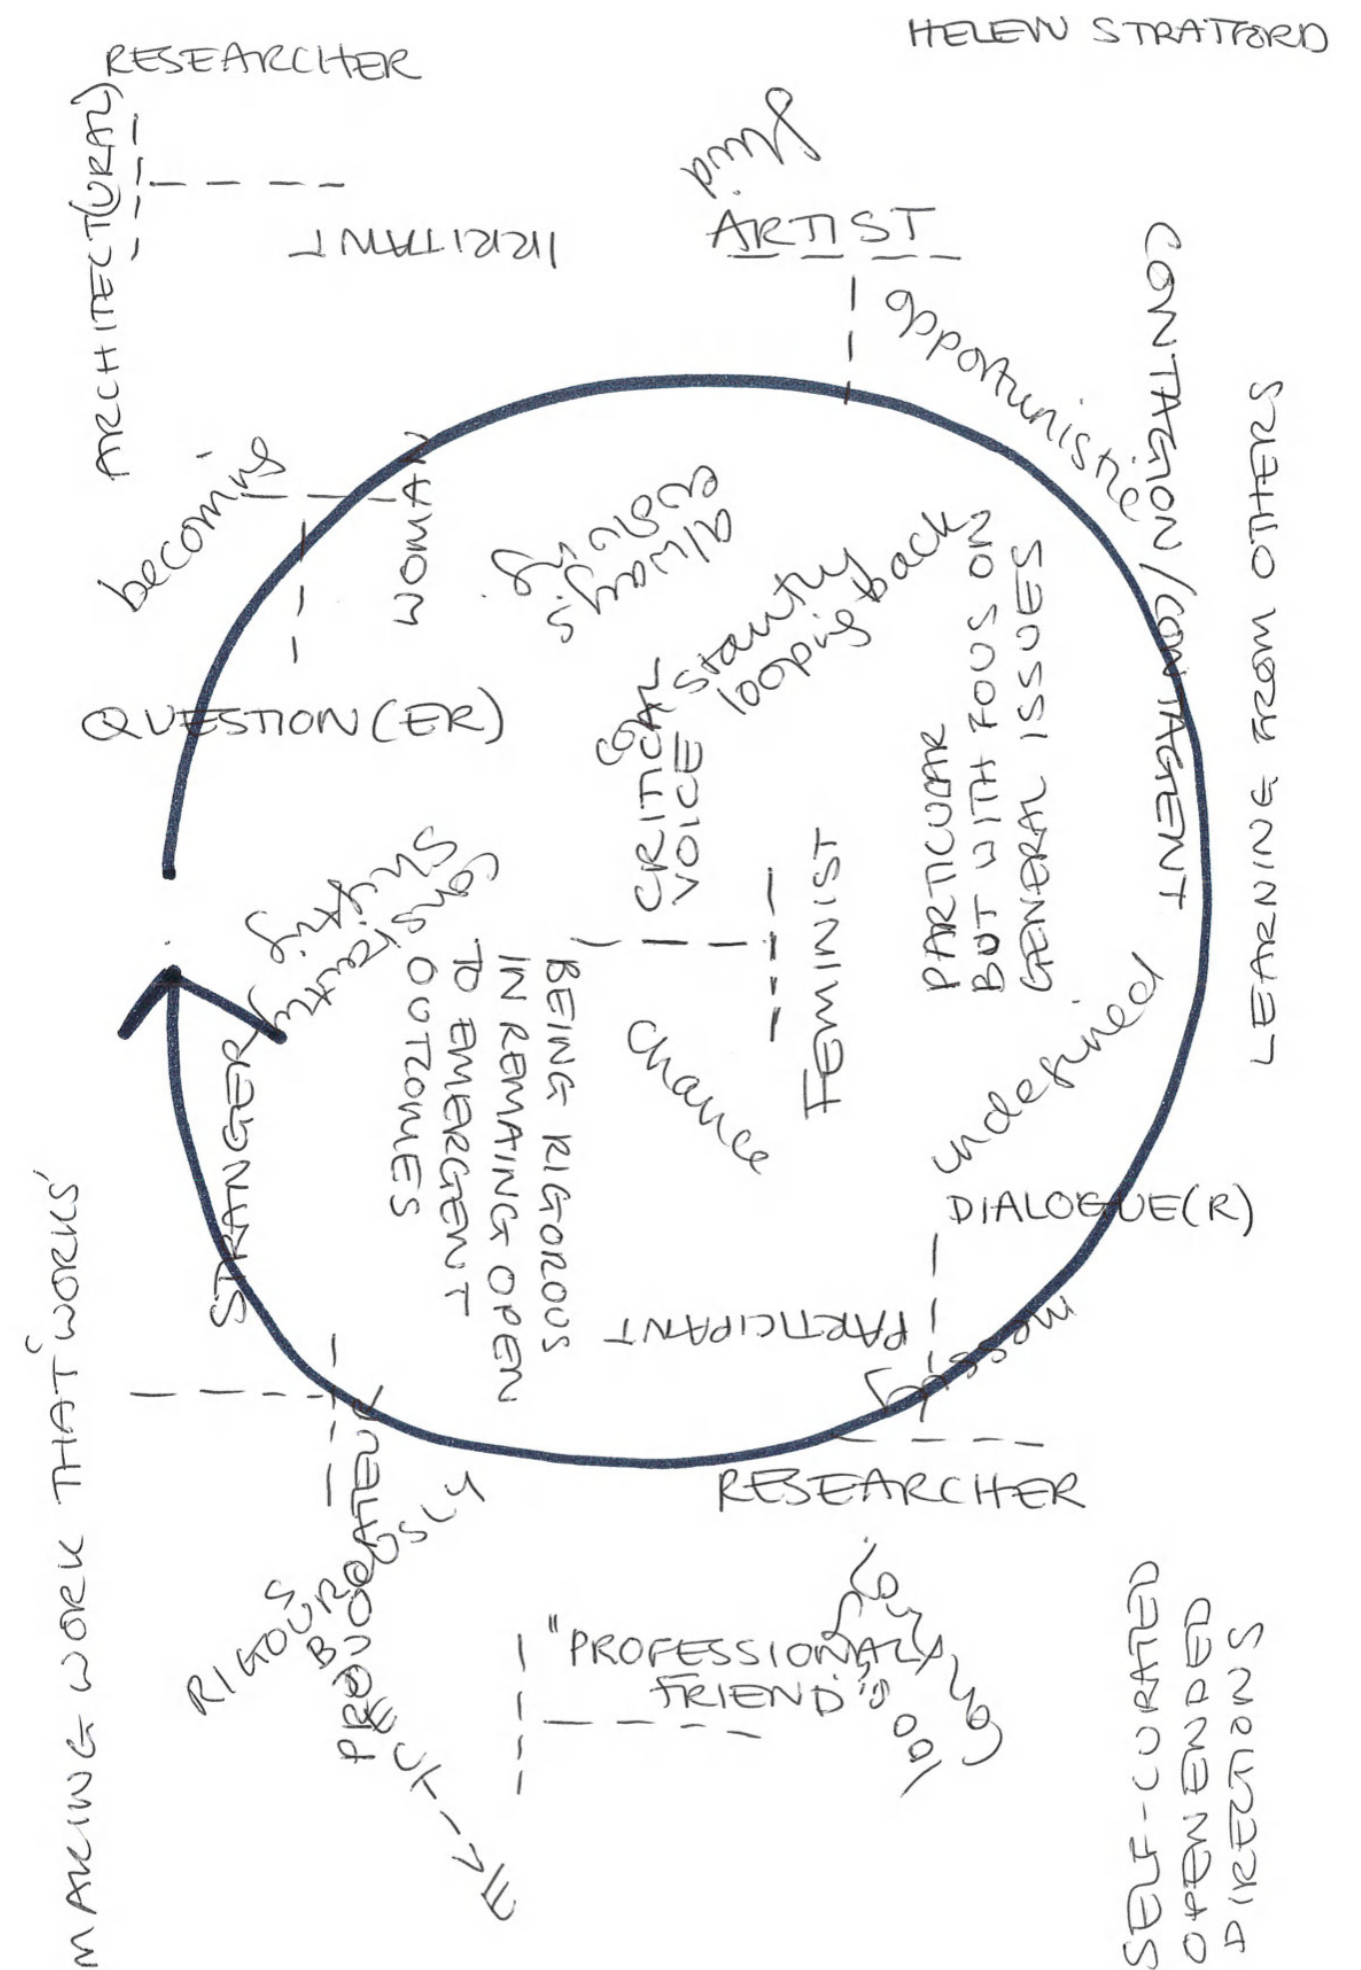 HELEN STRATFORD
RESEARCHER
ARCHITECT(URAL)
IRRITANT
fluid
ARTIST
opportunistic
CONTAGION/CONTAGENT
LEARNING FROM OTHERS
becoming
WOMAN
always
QUESTION(ER)
constantly
looping back
CRITICAL
VOICE
PARTICULAR
BUT WITH FOCUS ON
GENERAL ISSUES
FEMINIST
chance
undefined
BEING RIGOROUS
IN REMAINING OPEN
TO EMERGENT
OUTCOMES
constantly
shifting
STRANGER
DIALOGUE(R)
PARTICIPANT
messy
RESEARCHER
MAKING WORK THAT 'WORKS'
PROVOCATEUR
RIGOUROUSLY
"PROFESSIONAL
FRIEND"
SELF-CURATED
OPEN ENDED
DIRECTIONS